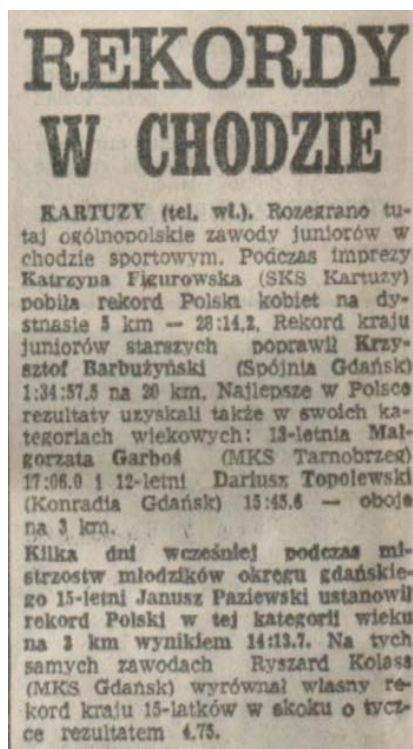 REKORDY
W CHODZIE
KARTUZY (tel. wł.). Rozegrano tu-
taj ogólnopolskie zawody juniorów w
chodzie sportowym. Podczas imprezy
Katrzyna Figurowska (SKS Kartuzy)
pobiła rekord Polski kobiet na dy-
stnasie 5 km — 28:14.2. Rekord kraju
juniorów starszych poprawił Krzy-
sztof Barbużyński (Spójnia Gdańsk)
1:34:57.5 na 20 km. Najlepsze w Polsce
rezultaty uzyskali także w swoich ka-
tegoriach wiekowych: 13-letnia Mał-
gorzata Garboś (MKS Tarnobrzeg)
17:06.0 i 12-letni Dariusz Topolewski
(Konradia Gdańsk) 15:45.6 — oboje
na 3 km.
Kilka dni wcześniej podczas mi-
strzostw młodzików okręgu gdańskie-
go 15-letni Janusz Paziewski ustanowił
rekord Polski w tej kategorii wieku
na 3 km wynikiem 14:13.7. Na tych
samych zawodach Ryszard Kolasa
(MKS Gdańsk) wyrównał własny re-
kord kraju 15-latków w skoku o tycz-
ce rezultatem 4.75.